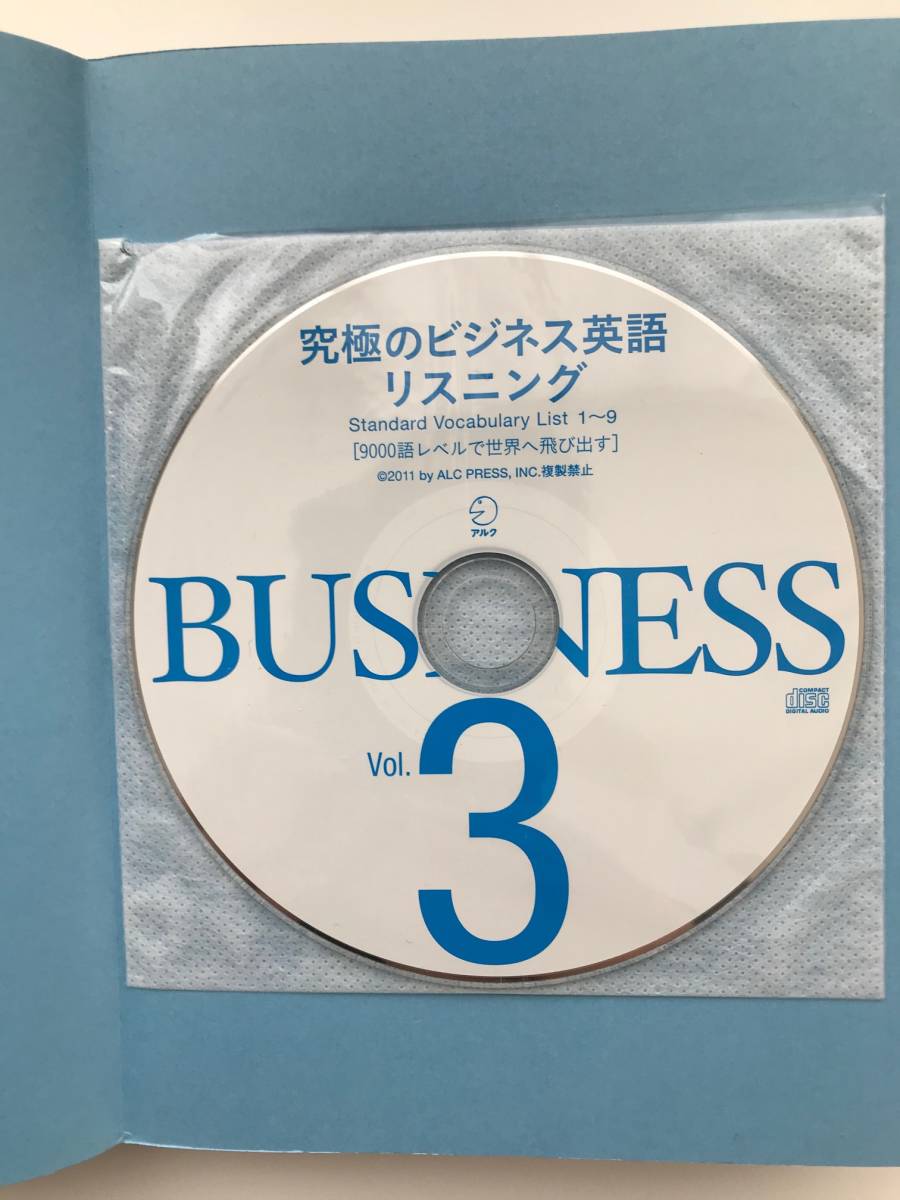 究極のビジネス英語
リスニング
Standard Vocabulary List 1〜9
[9000語レベルで世界へ飛び出す]
©2011 by ALC PRESS, INC.複製禁止
アルク
BUSINESS
COMPACT
disc
DIGITAL AUDIO
Vol. 3